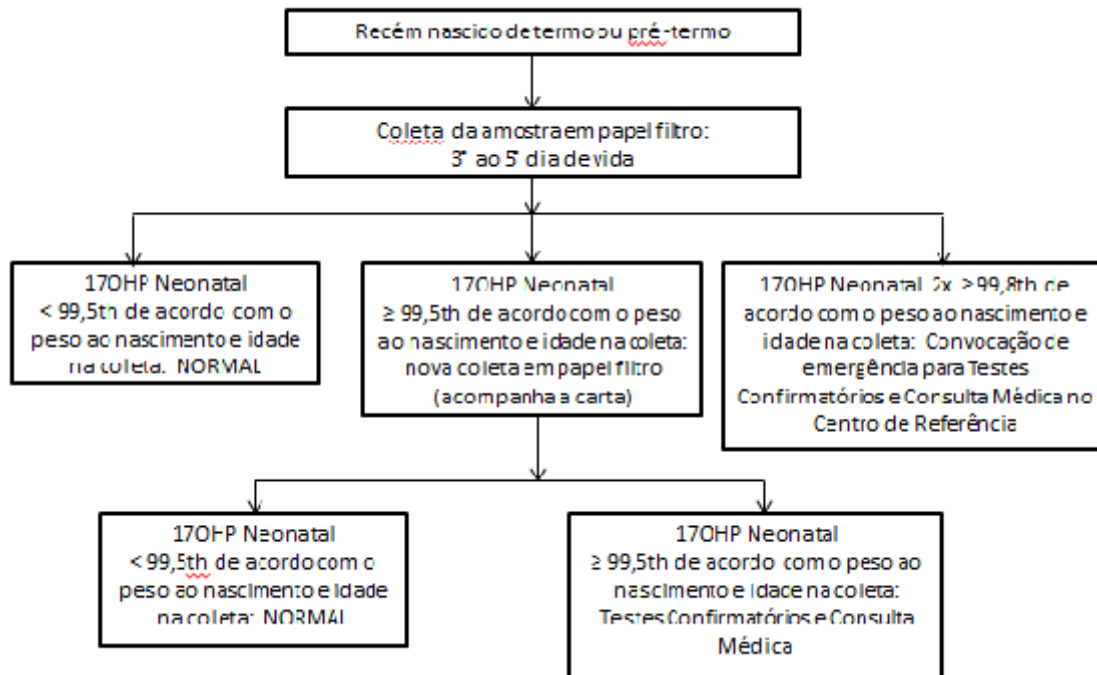 Recém nascido de termo ou pré-termo
Coleta da amostra em papel filtro:
3° ao 5° dia de vida
17OHP Neonatal
< 99,5th de acordo com o
peso ao nascimento e idade
na coleta: NORMAL
17OHP Neonatal
≥ 99,5th de acordo com o peso
ao nascimento e idade na coleta:
nova coleta em papel filtro
(acompanha a carta)
17OHP Neonatal 2x >99,8th de
acordo com o peso ao nascimento e
idade na coleta: Convocação de
emergência para Testes
Confirmatórios e Consulta Médica no
Centro de Referência
17OHP Neonatal
< 99,5th de acordo com o
peso ao nascimento e idade
na coleta: NORMAL
17OHP Neonatal
≥ 99,5th de acordo com o peso ao
nascimento e idade na coleta:
Testes Confirmatórios e Consulta
Médica